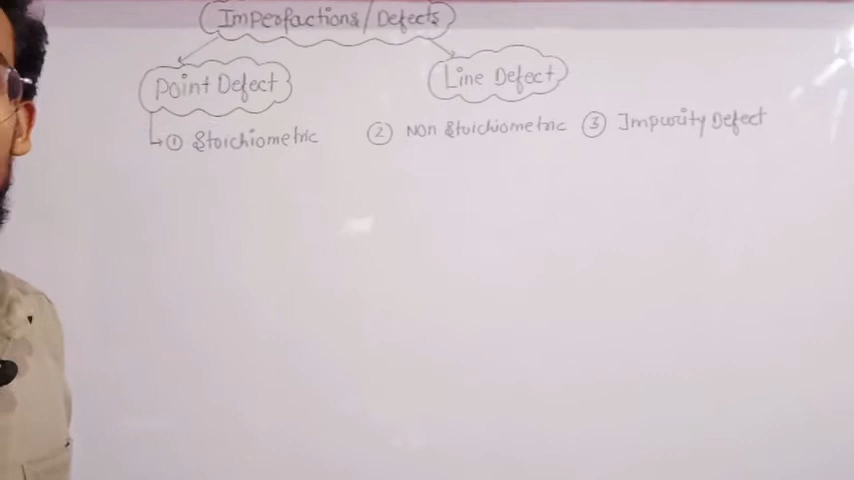 Imperfactions/Defects
Point Defect Line Defect
① Stoichiometric ② Non Stoichiometric ③ Impurity Defect